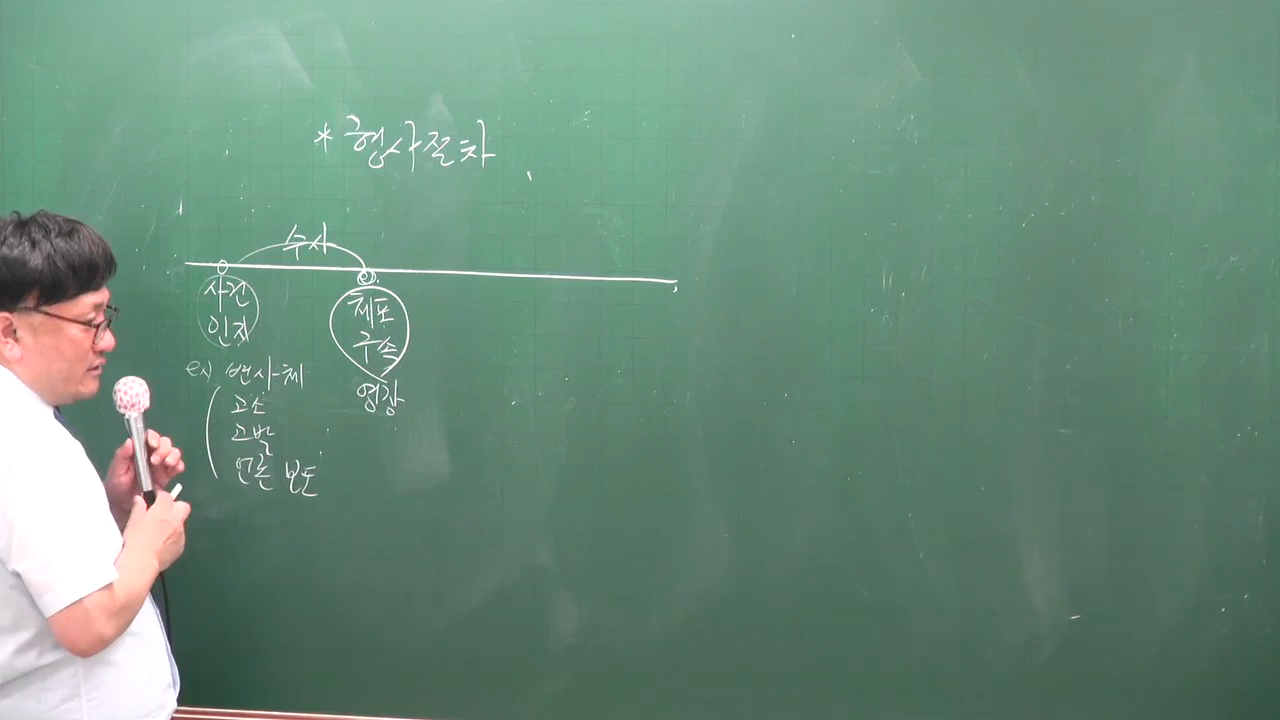 * 형사절차
수사
사건
인지
체포
구속
영장
ex) 변사체
고소
고발
언론 보도